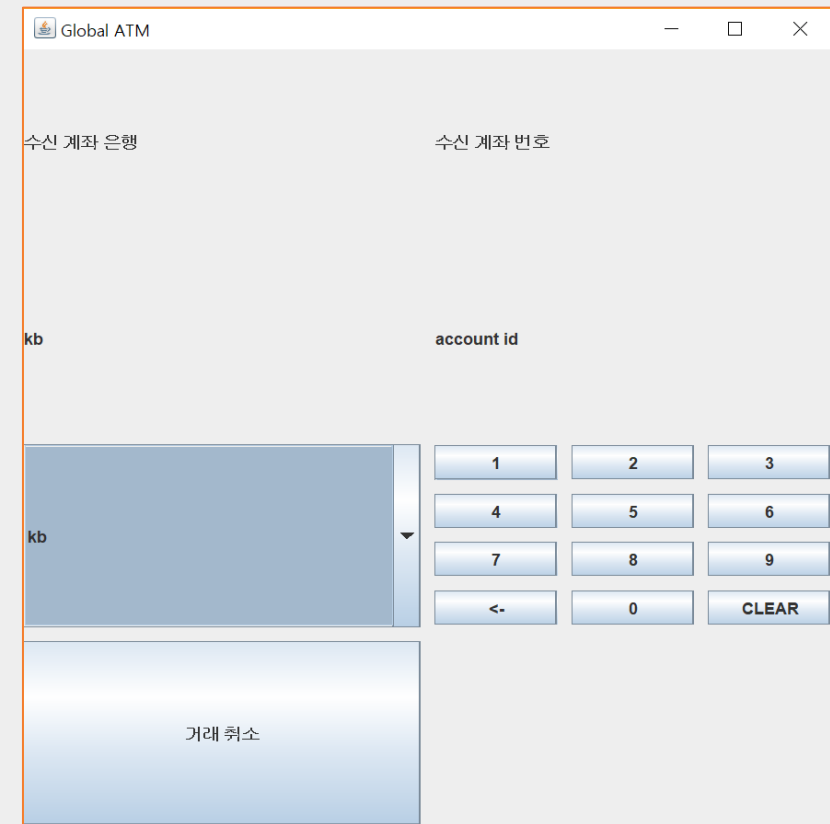 Global ATM
수신 계좌 은행
수신 계좌 번호
kb
account id
kb
1 2 3
4 5 6
7 8 9
<- 0 CLEAR
거래 취소